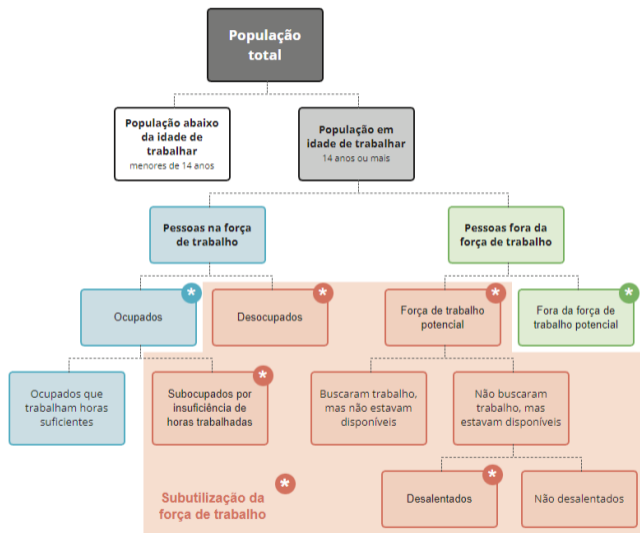 População
total
População abaixo
da idade de
trabalhar
menores de 14 anos
População em
idade de trabalhar
14 anos ou mais
Pessoas na força
de trabalho
Pessoas fora da
força de trabalho
*
Ocupados
*
Desocupados
*
Força de trabalho
potencial
*
Fora da força de
trabalho potencial
Ocupados que
trabalham horas
suficientes
*
Subocupados por
insuficiência de
horas trabalhadas
Buscaram trabalho,
mas não estavam
disponíveis
Não buscaram
trabalho, mas
estavam disponíveis
*
Subutilização da
força de trabalho
*
Desalentados
Não desalentados